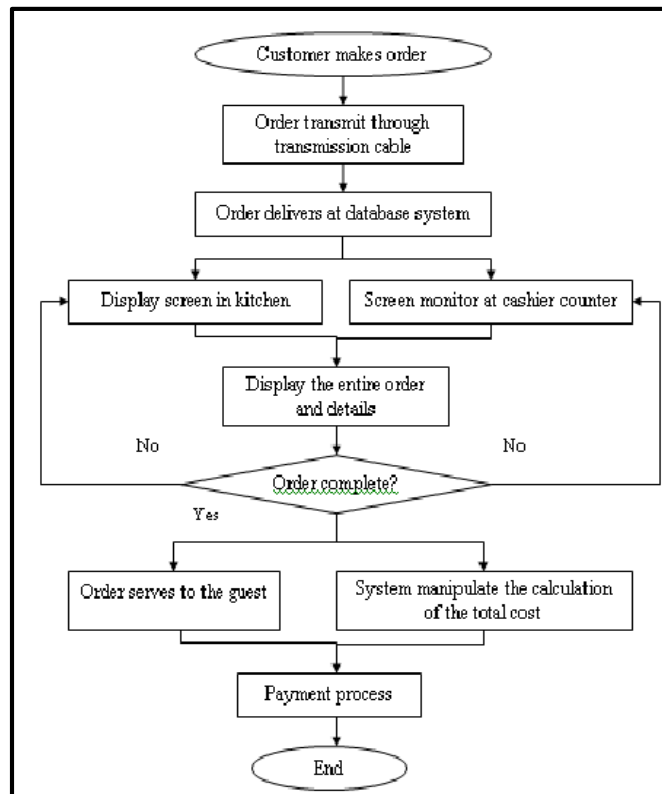 Customer makes order
Order transmit through
transmission cable
Order delivers at database system
Display screen in kitchen
Screen monitor at cashier counter
Display the entire order
and details
No
No
Order complete?
Yes
Order serves to the guest
System manipulate the calculation
of the total cost
Payment process
End